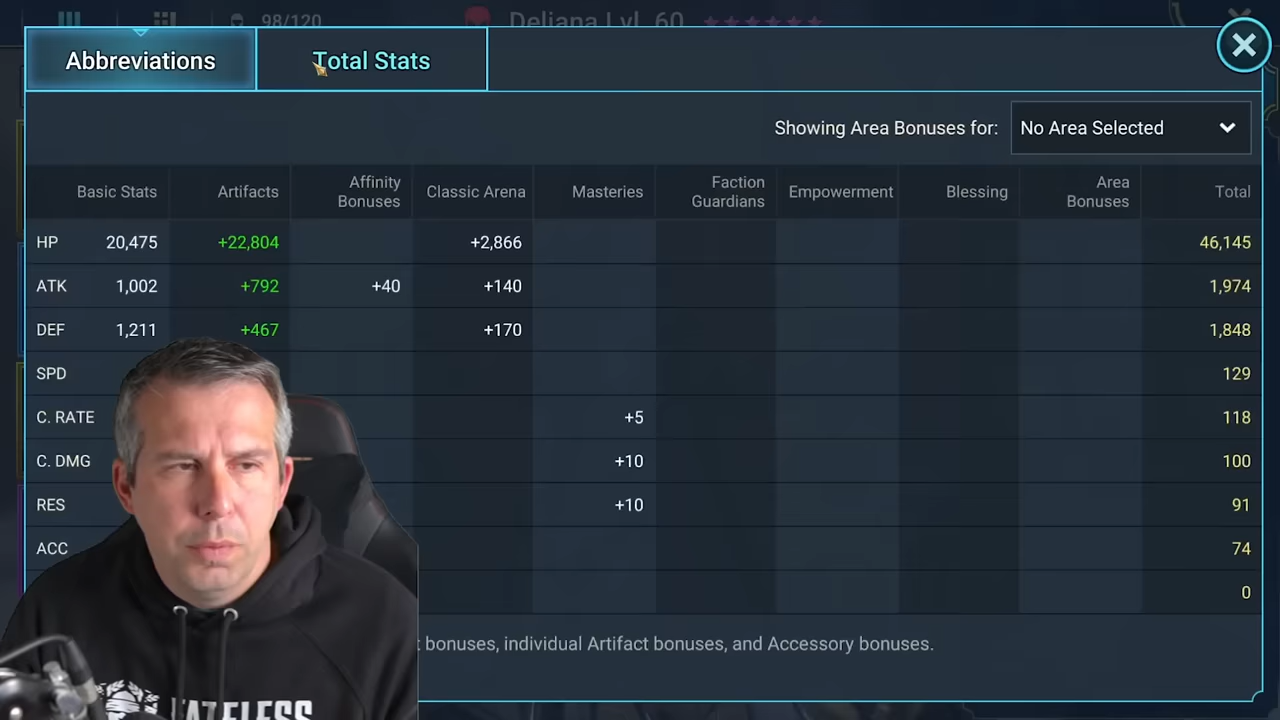 98/120 Deliana Lvl 60
Abbreviations Total Stats
Showing Area Bonuses for: No Area Selected
Basic Stats Artifacts Affinity Bonuses Classic Arena Masteries Faction Guardians Empowerment Blessing Area Bonuses Total
HP 20,475 +22,804 +2,866 46,145
ATK 1,002 +792 +40 +140 1,974
DEF 1,211 +467 +170 1,848
SPD 129
C. RATE +5 118
C. DMG +10 100
RES +10 91
ACC 74
0
bonuses, individual Artifact bonuses, and Accessory bonuses.